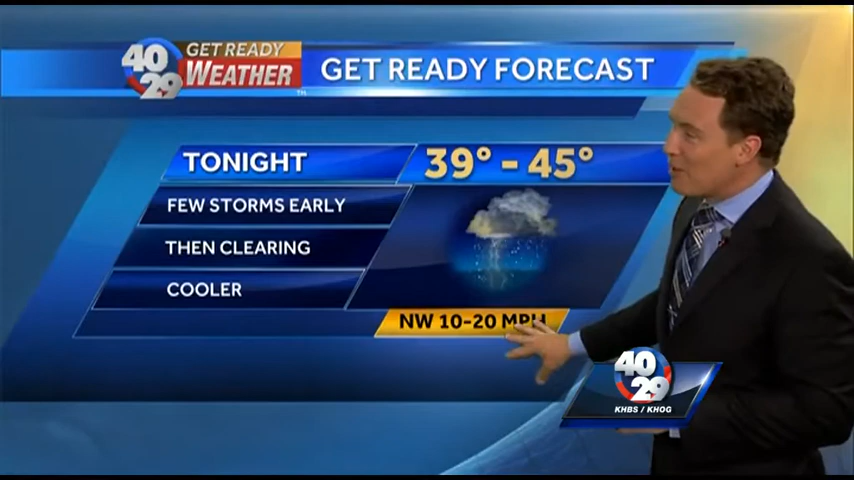 40
29
GET READY
WEATHER
™
GET READY FORECAST
TONIGHT
39° - 45°
FEW STORMS EARLY
THEN CLEARING
COOLER
NW 10-20 MPH
40
29
KHBS / KHOG